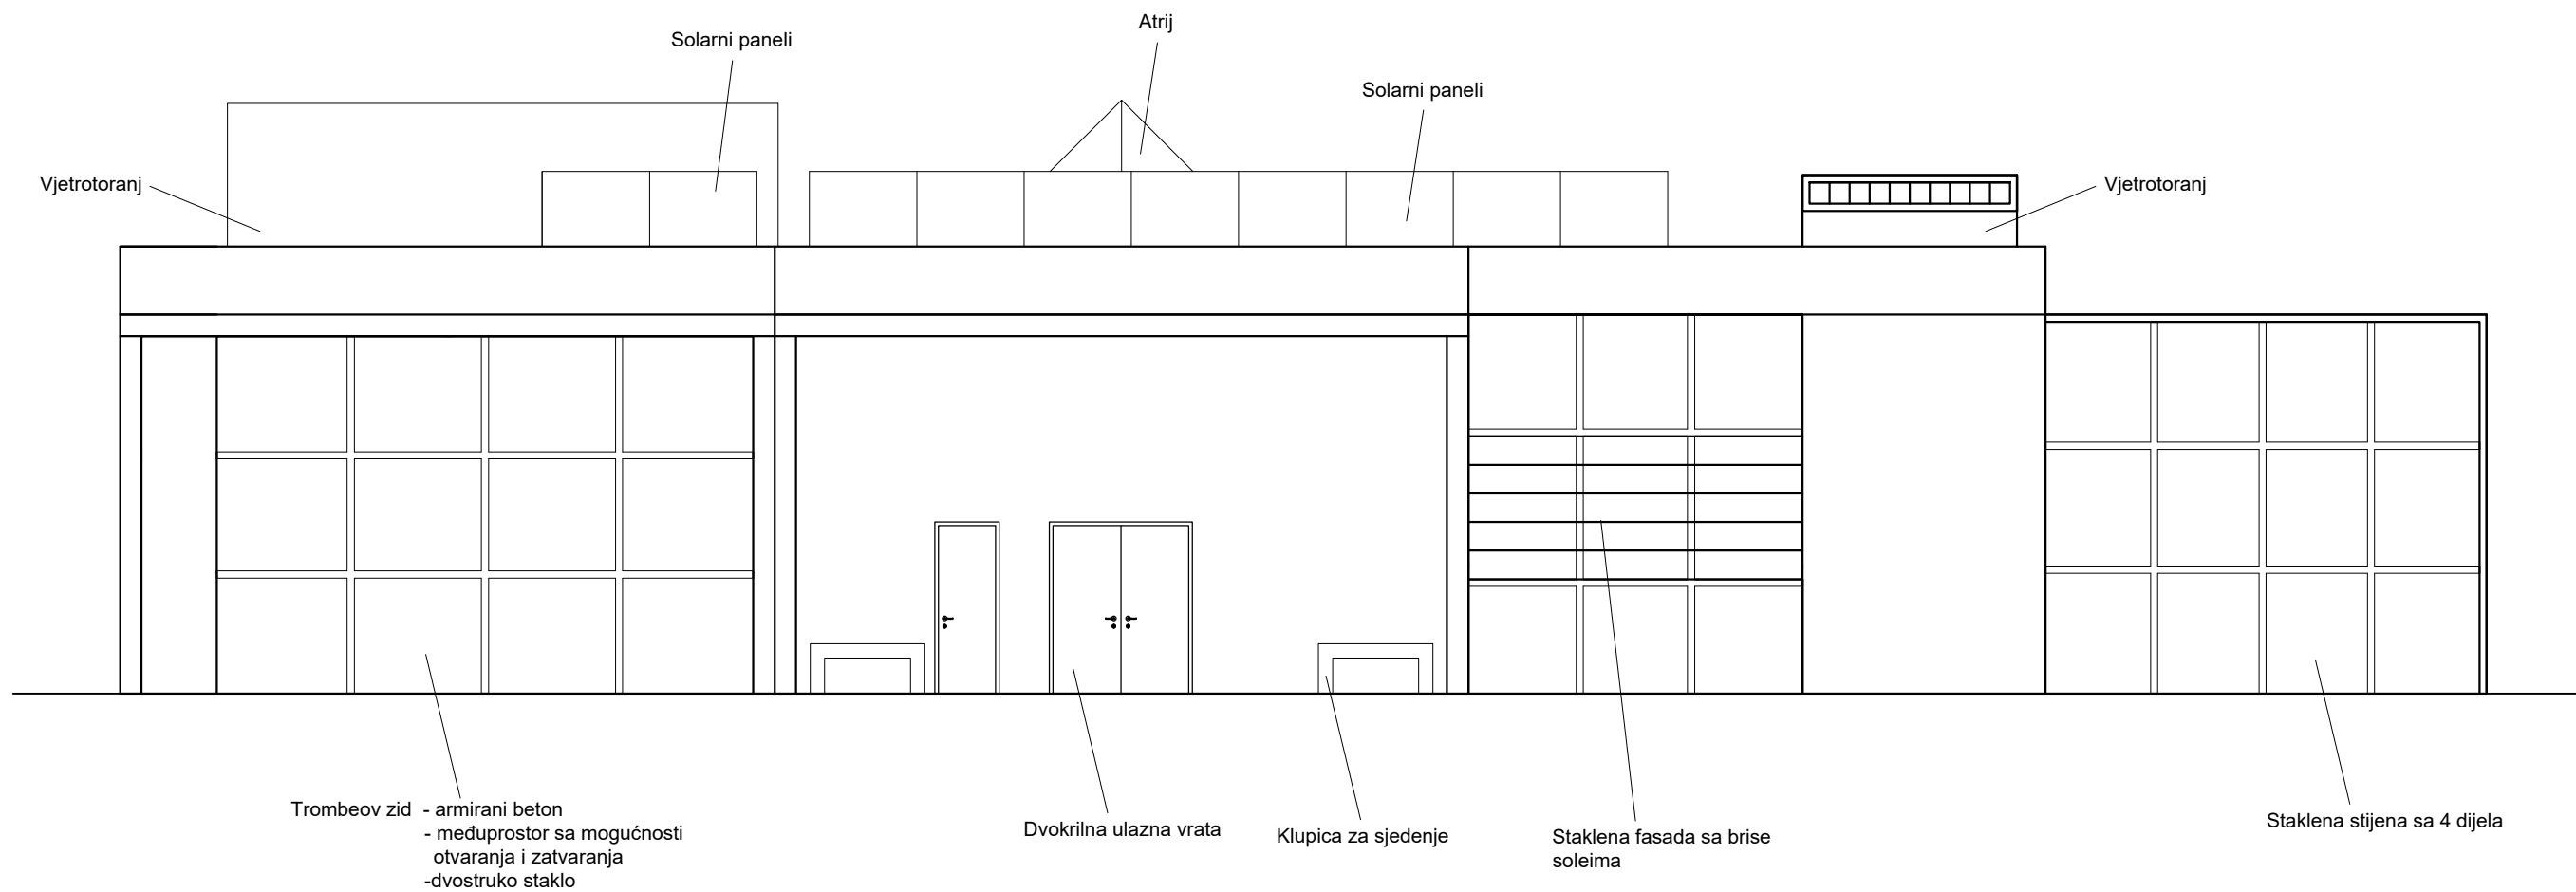 Atrij
Solarni paneli
Solarni paneli
Vjetrotoranj
Vjetrotoranj
Trombeov zid - armirani beton
- međuprostor sa mogućnosti
otvaranja i zatvaranja
-dvostruko staklo
Dvokrilna ulazna vrata
Klupica za sjedenje
Staklena fasada sa brise
soleima
Staklena stijena sa 4 dijela